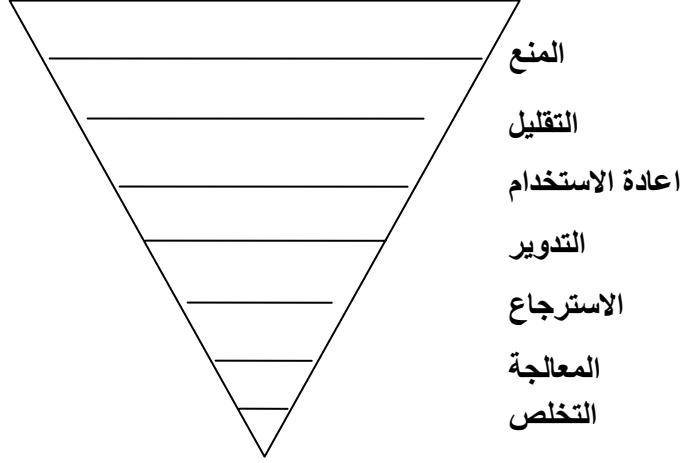 المنع
التقليل
اعادة الاستخدام
التدوير
الاسترجاع
المعالجة
التخلص